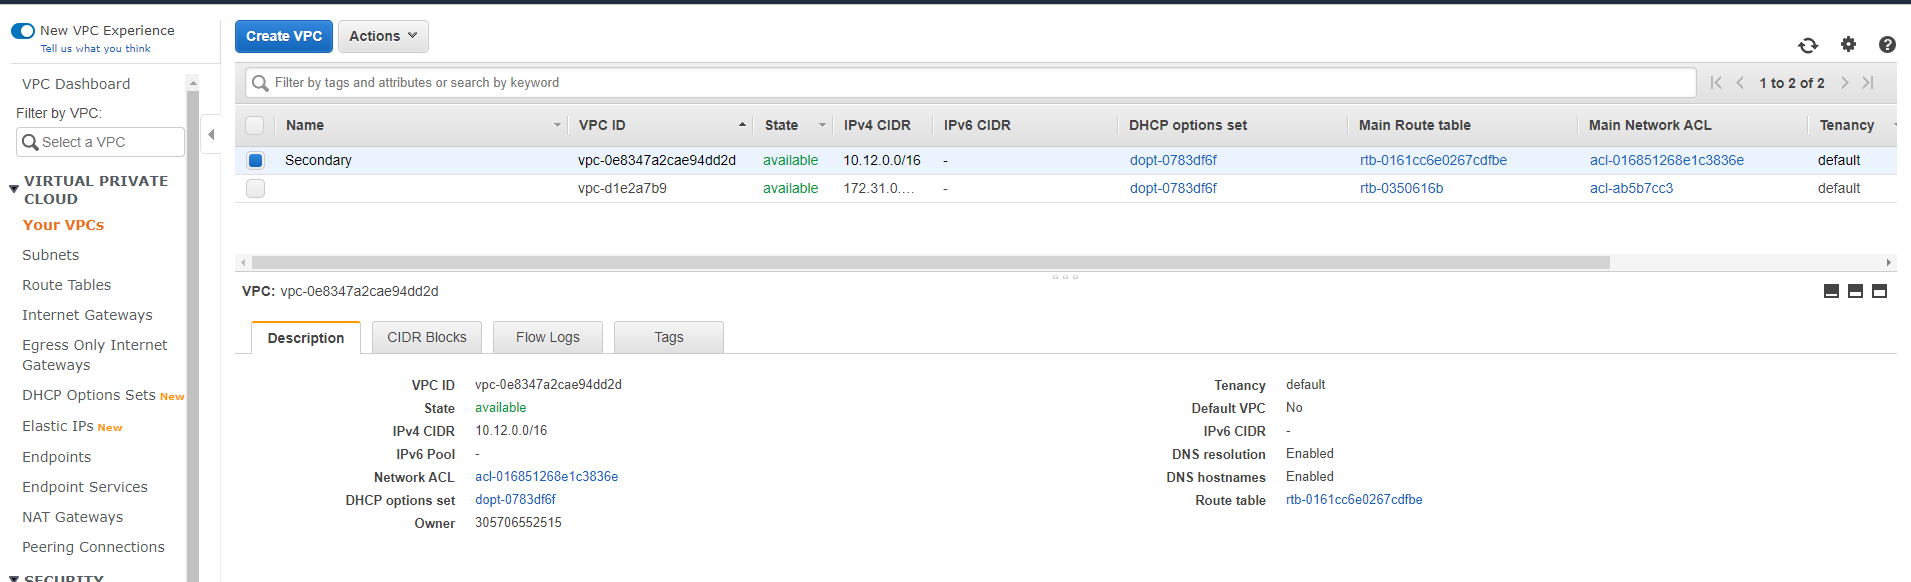 New VPC Experience
Tell us what you think
VPC Dashboard
Filter by VPC:
Select a VPC
VIRTUAL PRIVATE
CLOUD
Your VPCs
Subnets
Route Tables
Internet Gateways
Egress Only Internet
Gateways
DHCP Options Sets New
Elastic IPs New
Endpoints
Endpoint Services
NAT Gateways
Peering Connections
SECURITY
Create VPC Actions
Filter by tags and attributes or search by keyword 1 to 2 of 2
Name VPC ID State IPv4 CIDR IPv6 CIDR DHCP options set Main Route table Main Network ACL Tenancy
Secondary vpc-0e8347a2cae94dd2d available 10.12.0.0/16 - dopt-0783df6f rtb-0161cc6e0267cdfbe acl-016851268e1c3836e default
vpc-d1e2a7b9 available 172.31.0.... - dopt-0783df6f rtb-0350616b acl-ab5b7cc3 default
VPC: vpc-0e8347a2cae94dd2d
Description CIDR Blocks Flow Logs Tags
VPC ID vpc-0e8347a2cae94dd2d Tenancy default
State available Default VPC No
IPv4 CIDR 10.12.0.0/16 IPv6 CIDR -
IPv6 Pool - DNS resolution Enabled
Network ACL acl-016851268e1c3836e DNS hostnames Enabled
DHCP options set dopt-0783df6f Route table rtb-0161cc6e0267cdfbe
Owner 305706552515